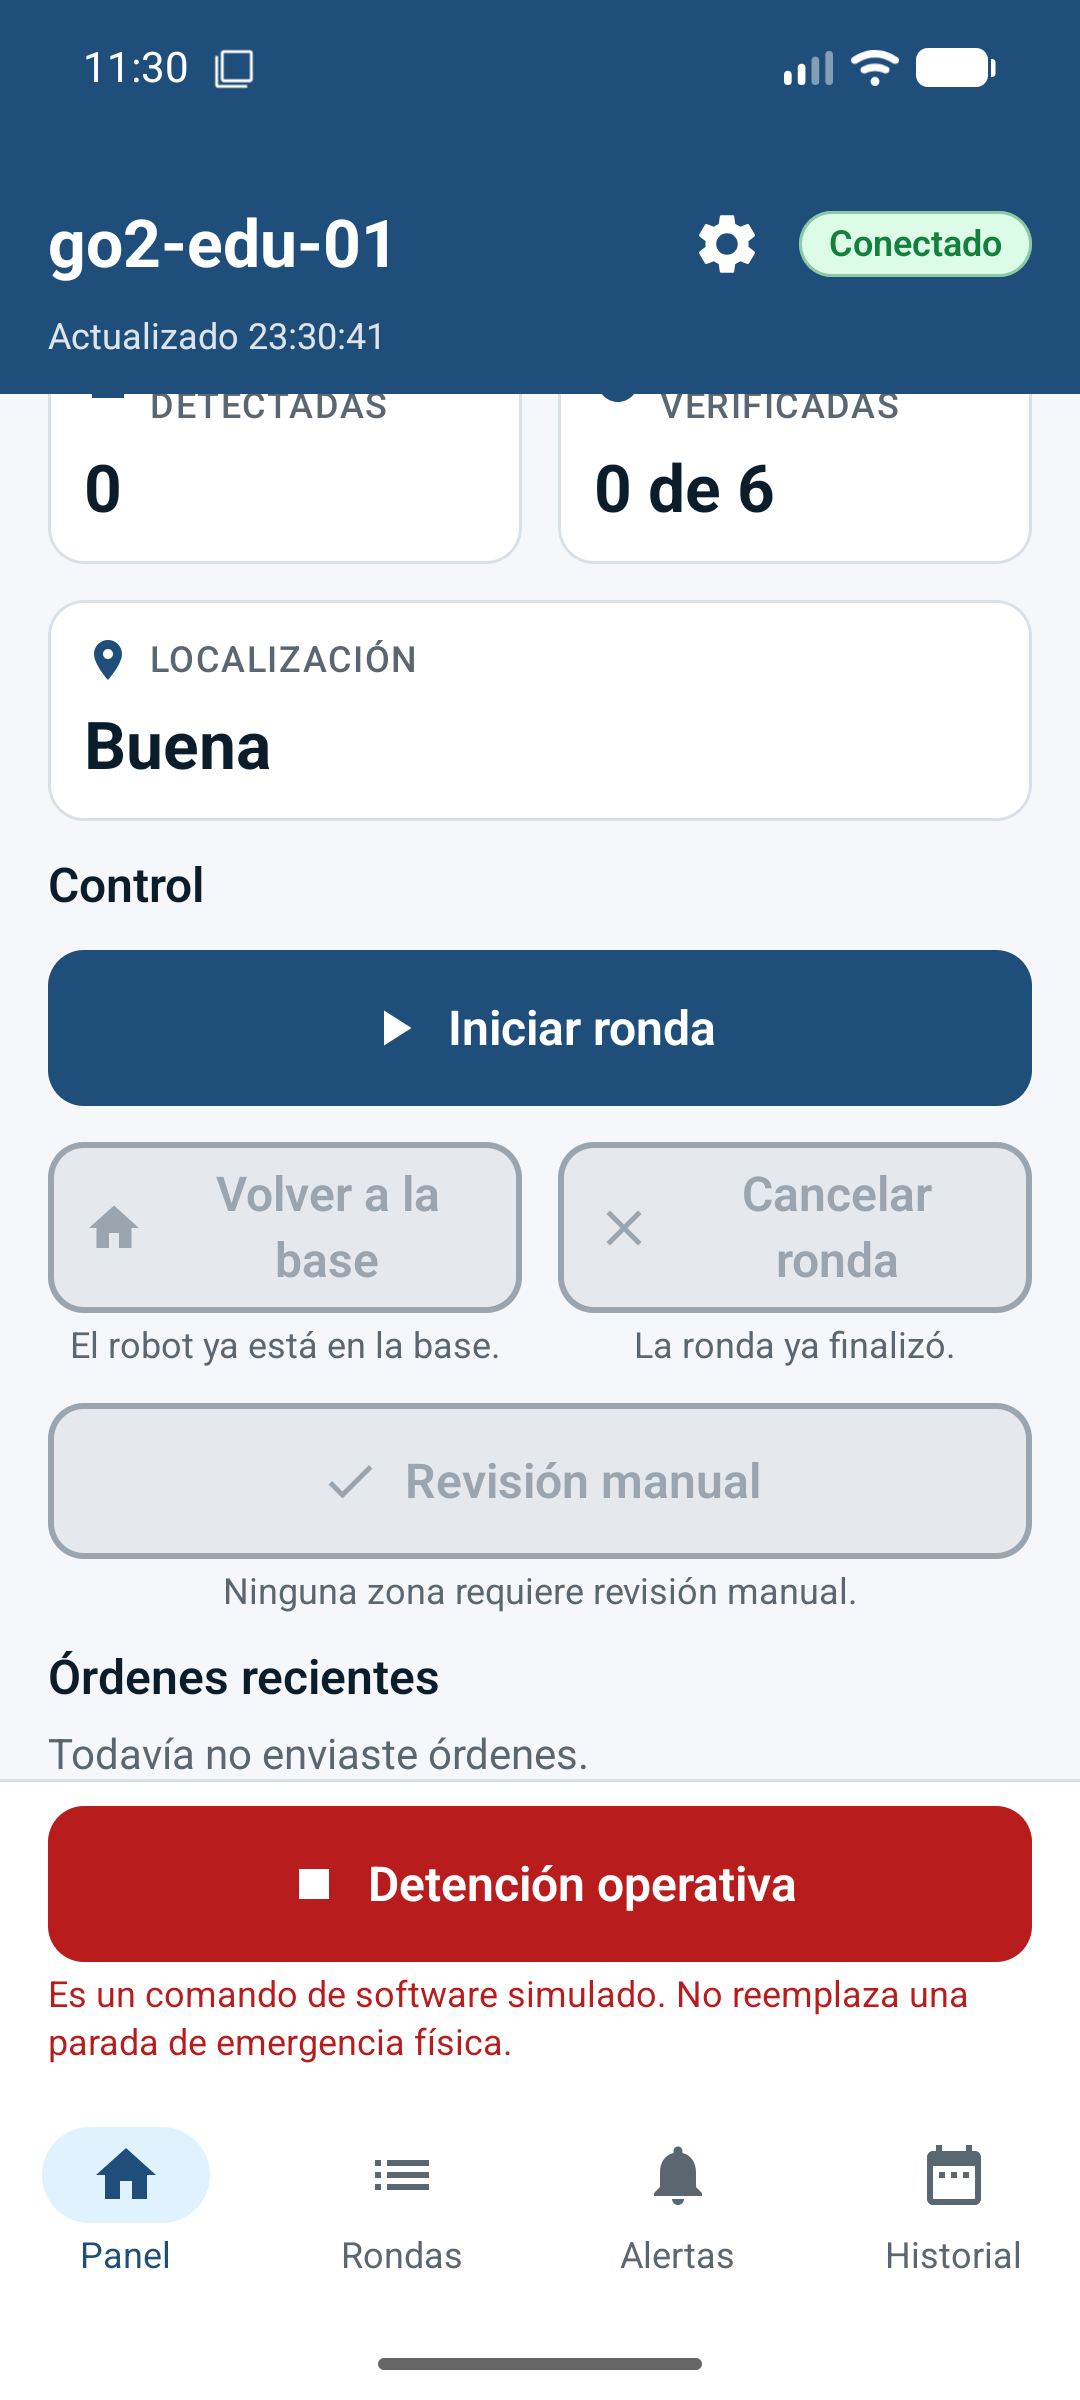 11:30
go2-edu-01
Conectado
Actualizado 23:30:41
DETECTADAS
VERIFICADAS
0
0 de 6
LOCALIZACIÓN
Buena
Control
Iniciar ronda
Volver a la
base
Cancelar
ronda
El robot ya está en la base.
La ronda ya finalizó.
Revisión manual
Ninguna zona requiere revisión manual.
Órdenes recientes
Todavía no enviaste órdenes.
Detención operativa
Es un comando de software simulado. No reemplaza una
parada de emergencia física.
Panel
Rondas
Alertas
Historial